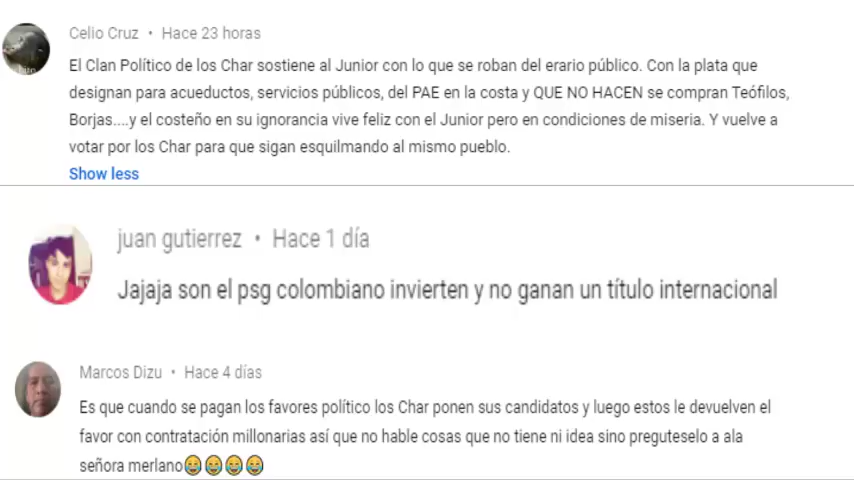 Celio Cruz • Hace 23 horas
El Clan Político de los Char sostiene al Junior con lo que se roban del erario público. Con la plata que
designan para acueductos, servicios públicos, del PAE en la costa y QUE NO HACEN se compran Teófilos,
Borjas....y el costeño en su ignorancia vive feliz con el Junior pero en condiciones de miseria. Y vuelve a
votar por los Char para que sigan esquilmando al mismo pueblo.
Show less
juan gutierrez • Hace 1 día
Jajaja son el psg colombiano invierten y no ganan un título internacional
Marcos Dizu • Hace 4 días
Es que cuando se pagan los favores político los Char ponen sus candidatos y luego estos le devuelven el
favor con contratación millonarias así que no hable cosas que no tiene ni idea sino preguteselo a ala
señora merlano😂😂😂😂